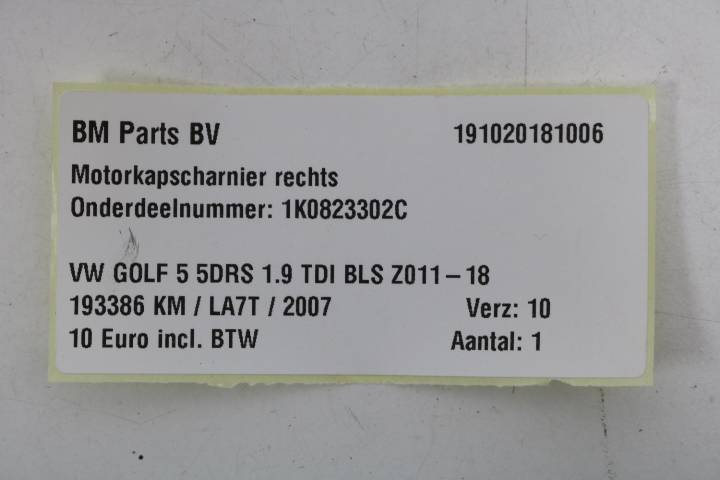 BM Parts BV 191020181006
Motorkapscharnier rechts
Onderdeelnummer: 1K0823302C
VW GOLF 5 5DRS 1.9 TDI BLS Z011-18
193386 KM / LA7T / 2007 Verz: 10
10 Euro incl. BTW Aantal: 1